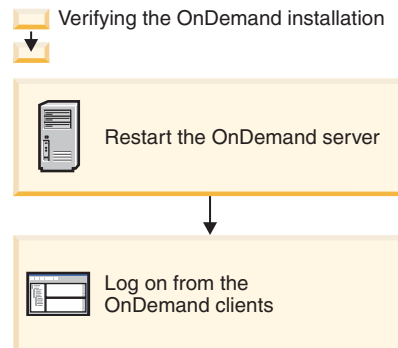 Verifying the OnDemand installation
Restart the OnDemand server
Log on from the
OnDemand clients